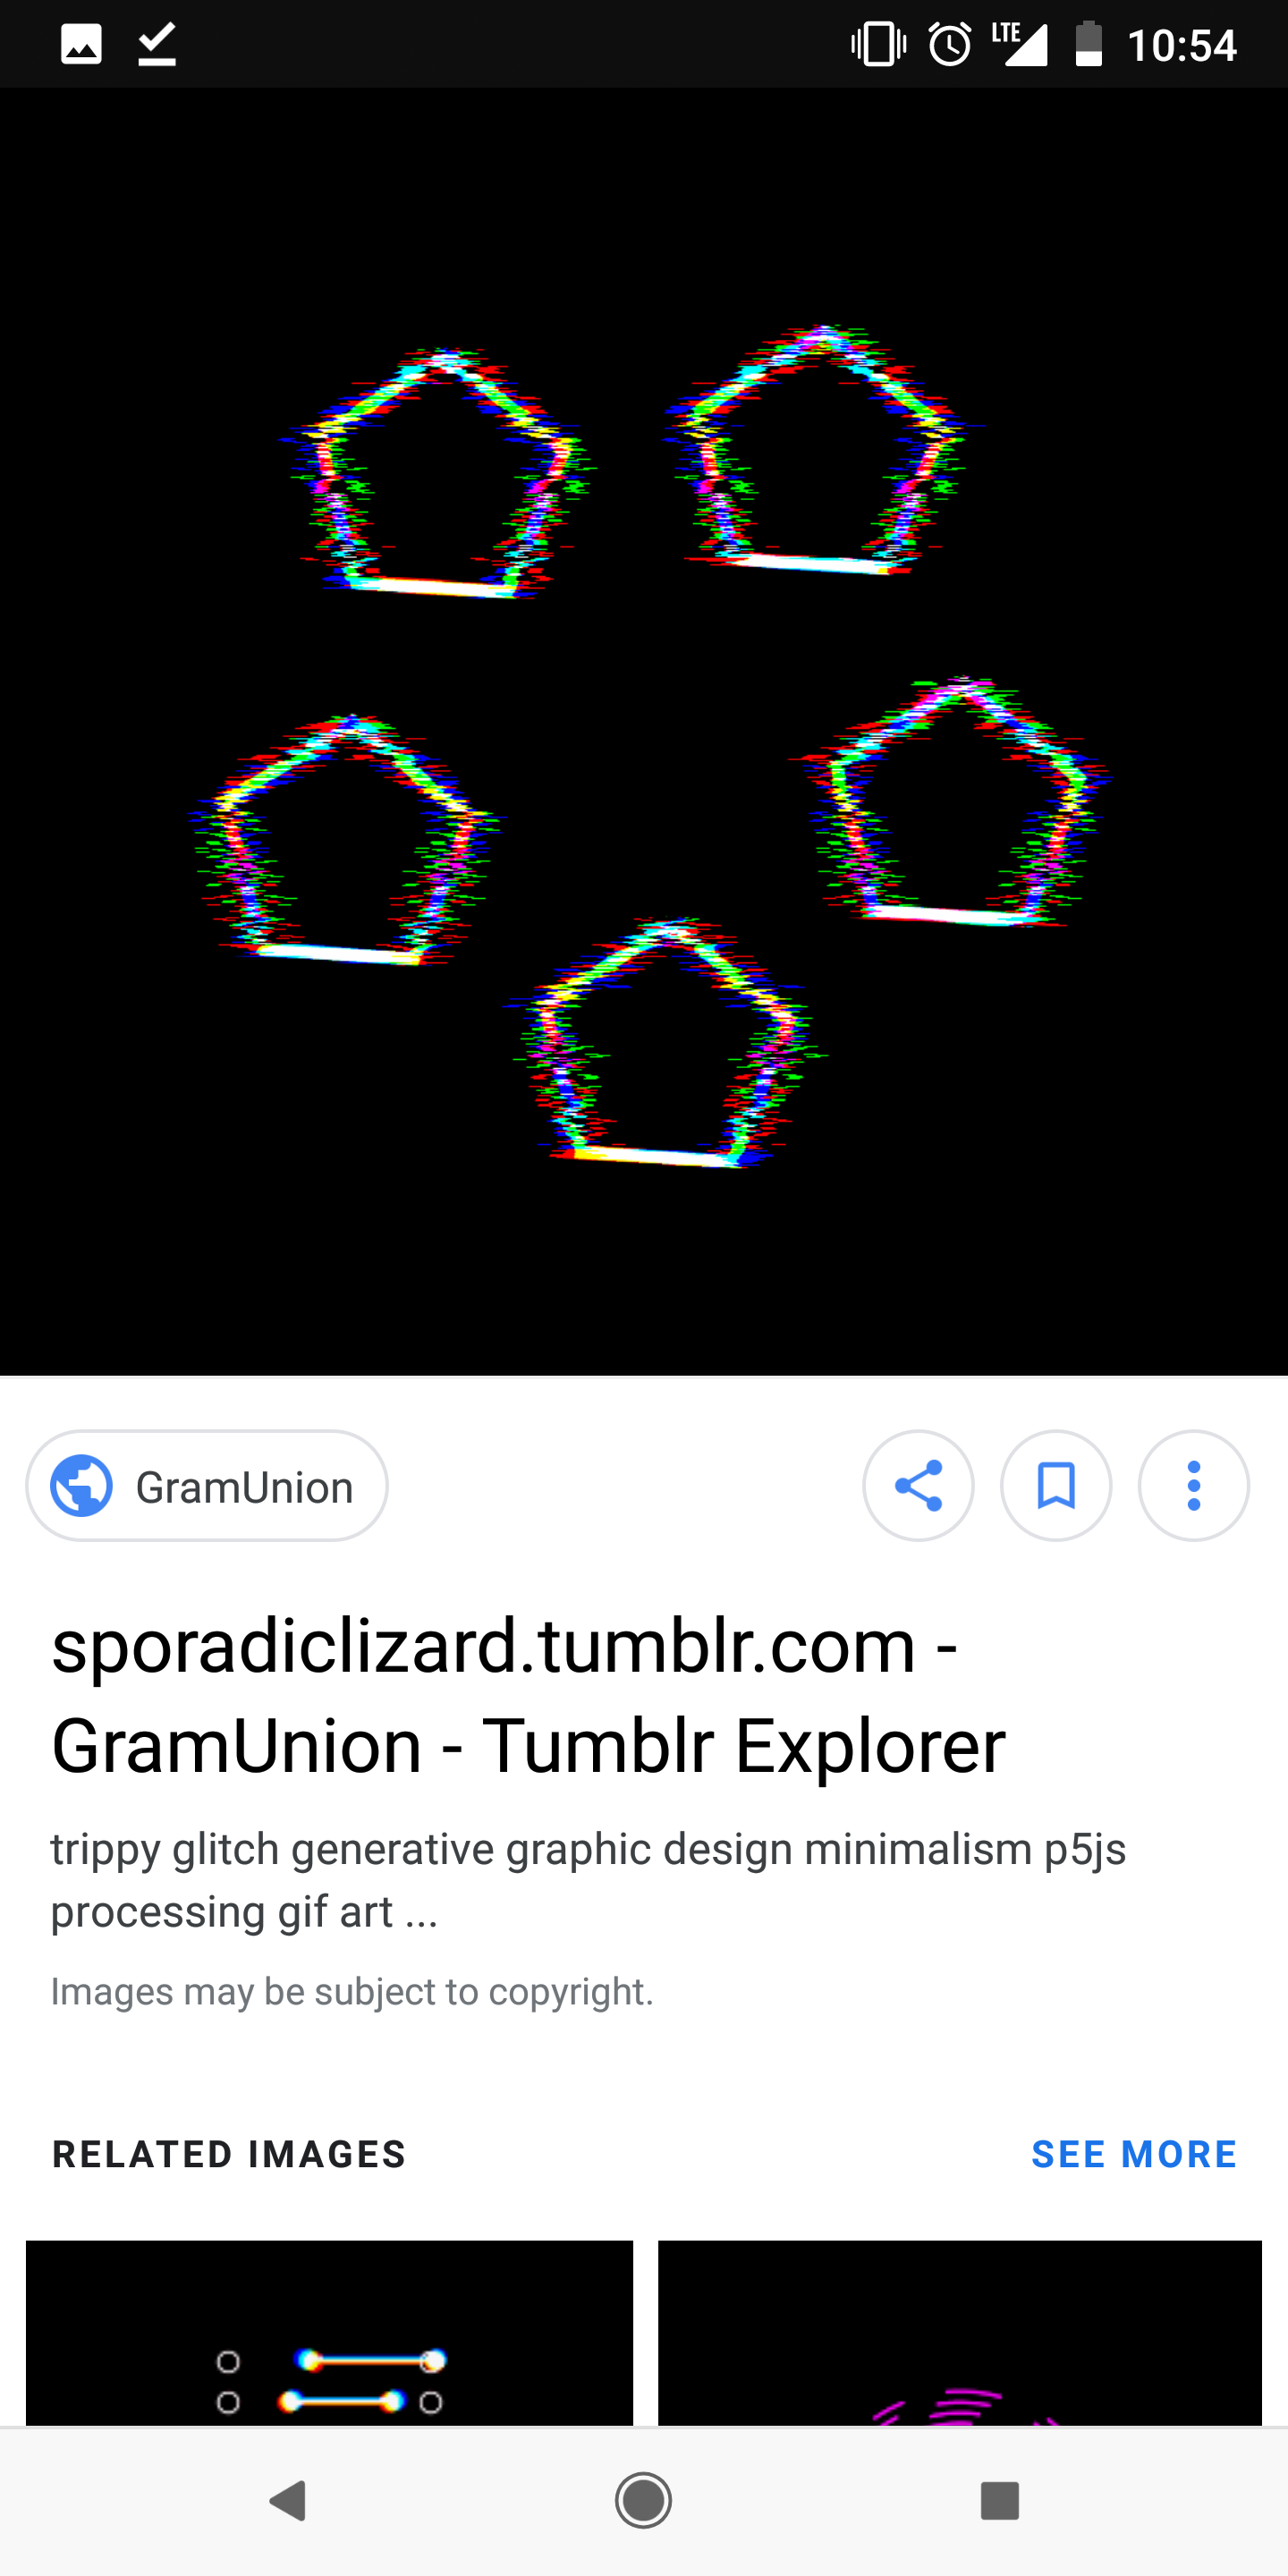 LTE 10:54
GramUnion
sporadiclizard.tumblr.com -
GramUnion - Tumblr Explorer
trippy glitch generative graphic design minimalism p5js
processing gif art ...
Images may be subject to copyright.
RELATED IMAGES SEE MORE